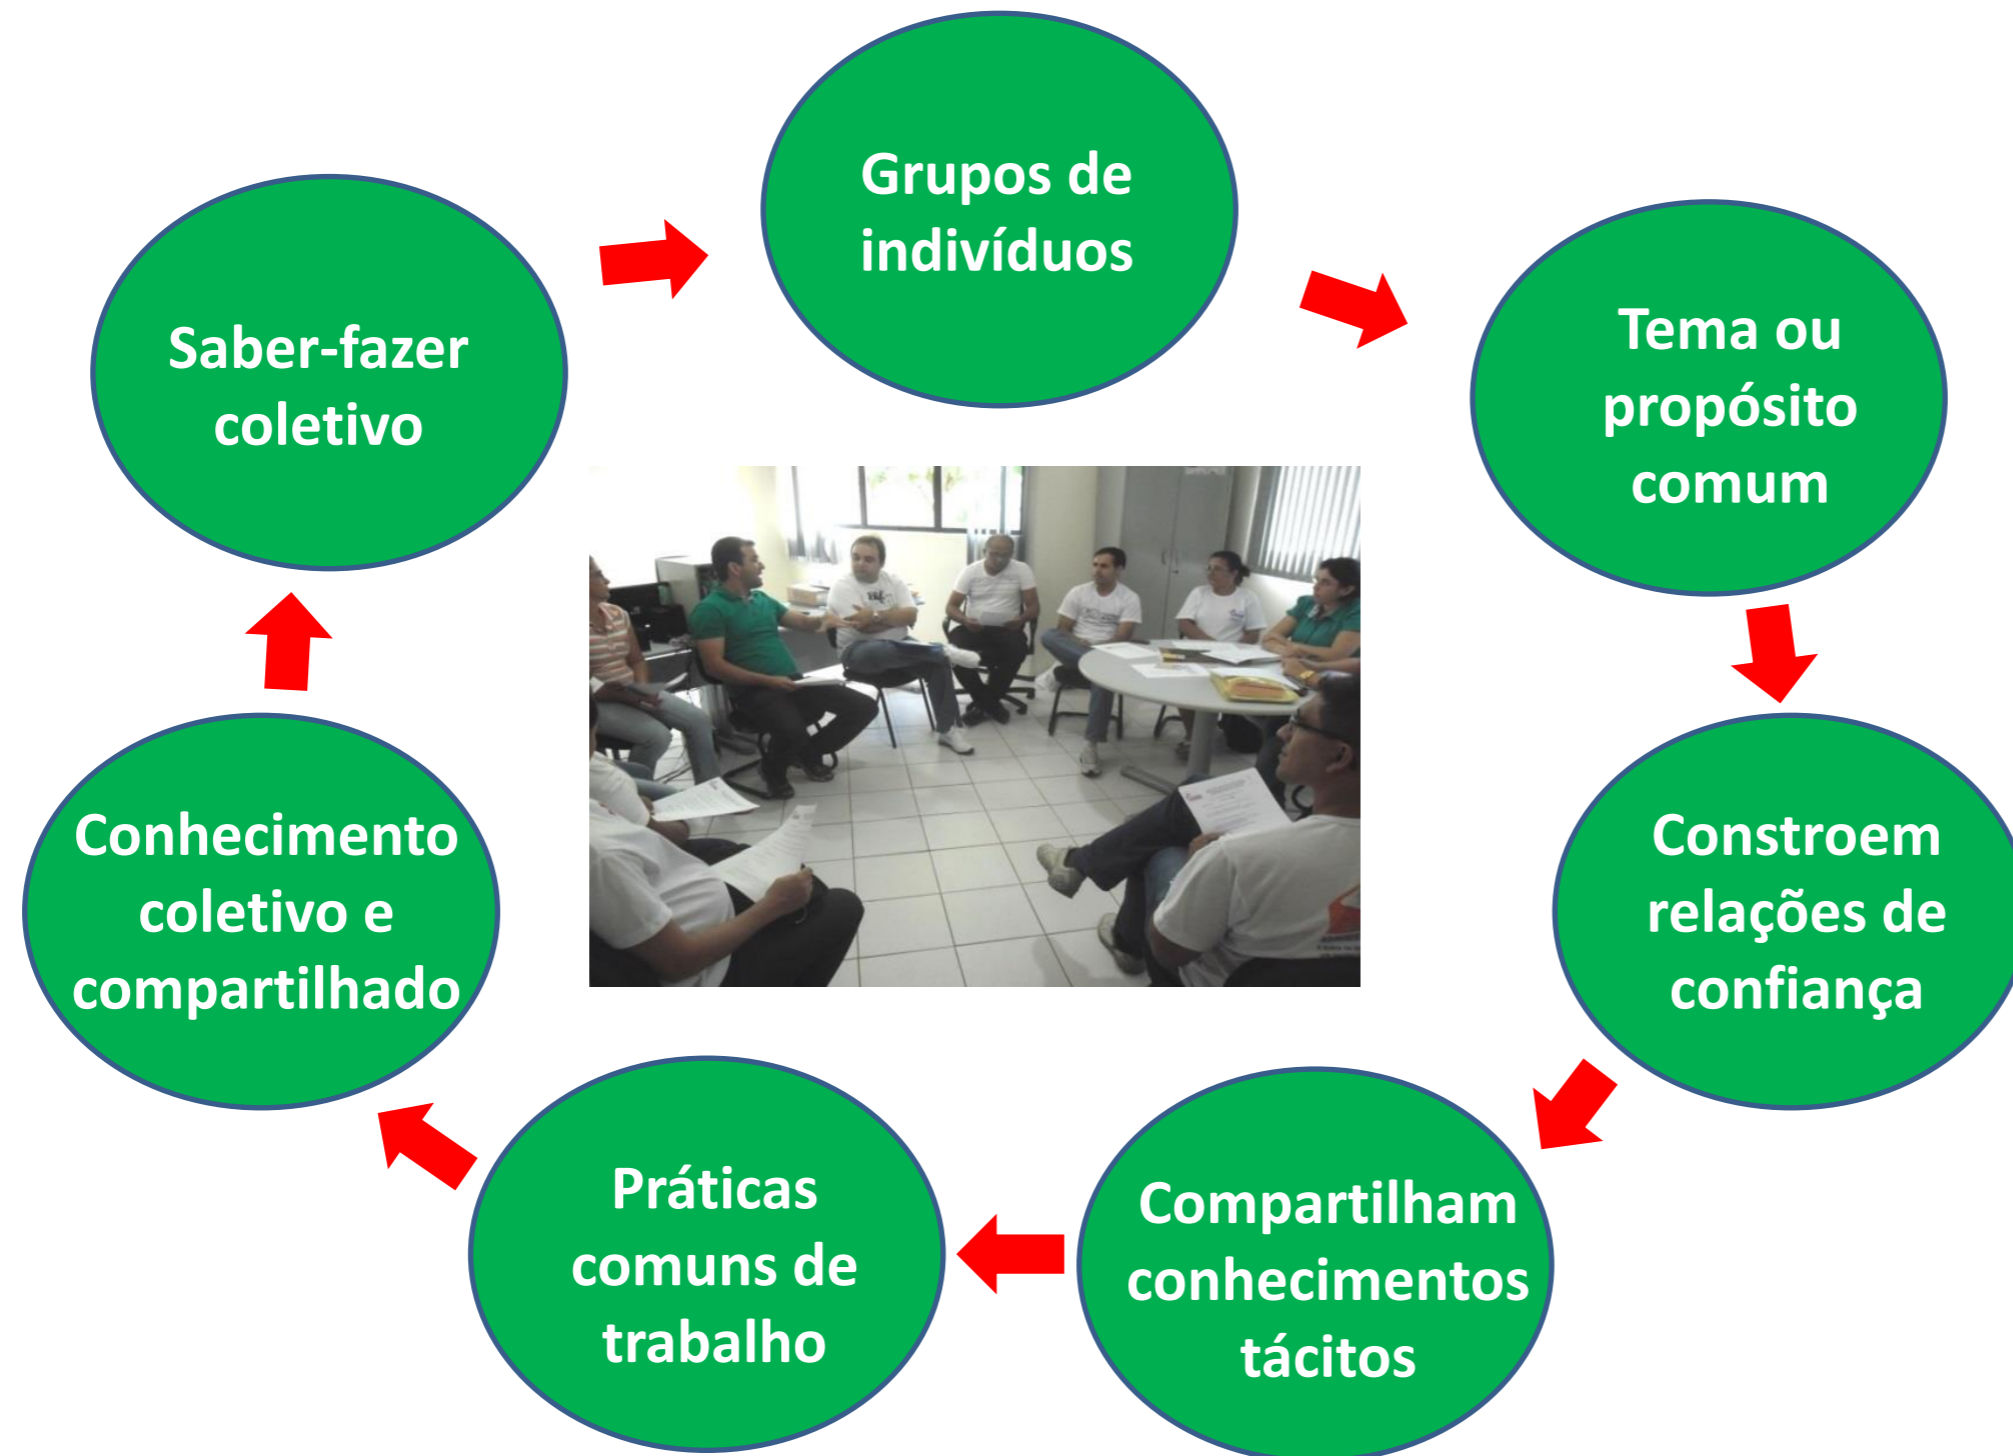 Grupos de
indivíduos
Tema ou
propósito
comum
Constroem
relações de
confiança
Compartilham
conhecimentos
tácitos
Práticas
comuns de
trabalho
Conhecimento
coletivo e
compartilhado
Saber-fazer
coletivo